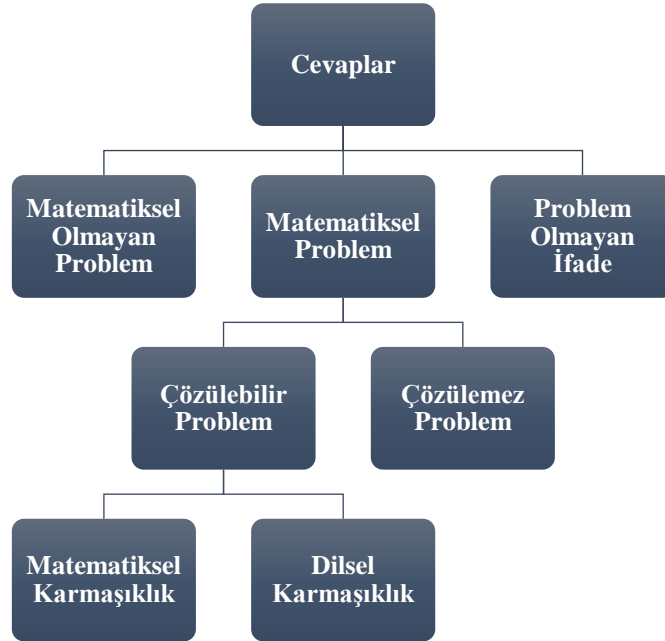 Cevaplar
Matematiksel
Olmayan
Problem
Matematiksel
Problem
Problem
Olmayan
İfade
Çözülebilir
Problem
Çözülemez
Problem
Matematiksel
Karmaşıklık
Dilsel
Karmaşıklık